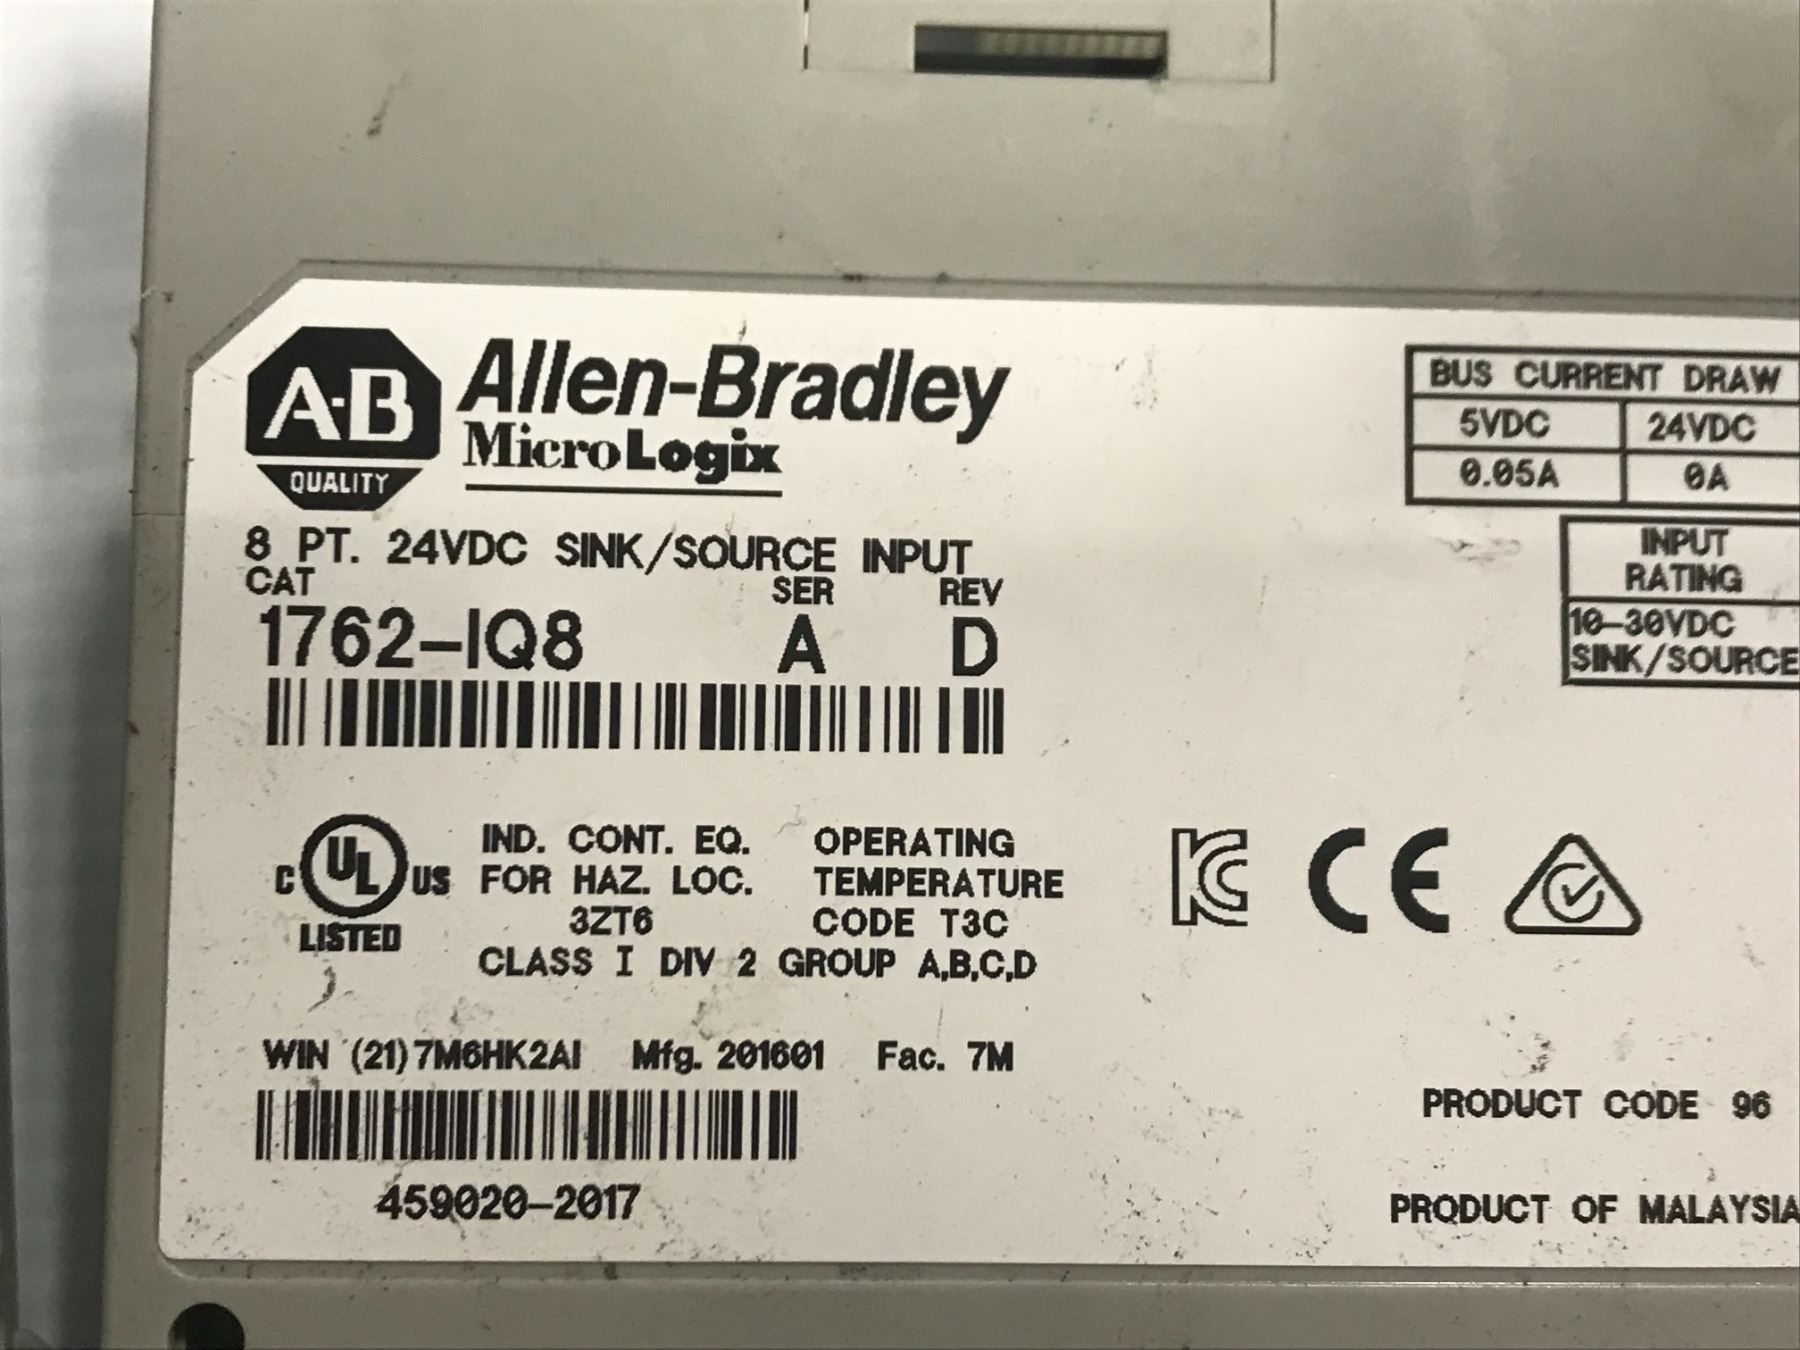 A-B
QUALITY
Allen-Bradley
MicroLogix
8 PT. 24VDC SINK/SOURCE INPUT
CAT SER REV
1762-IQ8 A D
BUS CURRENT DRAW
5VDC 24VDC
0.05A 0A
INPUT
RATING
10-30VDC
SINK/SOURCE
C UL US
LISTED
IND. CONT. EQ.
FOR HAZ. LOC.
3ZT6
OPERATING
TEMPERATURE
CODE T3C
CLASS I DIV 2 GROUP A,B,C,D
KC CE
WIN (21)7M6HK2AI Mfg. 201601 Fac. 7M
459020-2017
PRODUCT CODE 96
PRODUCT OF MALAYSIA